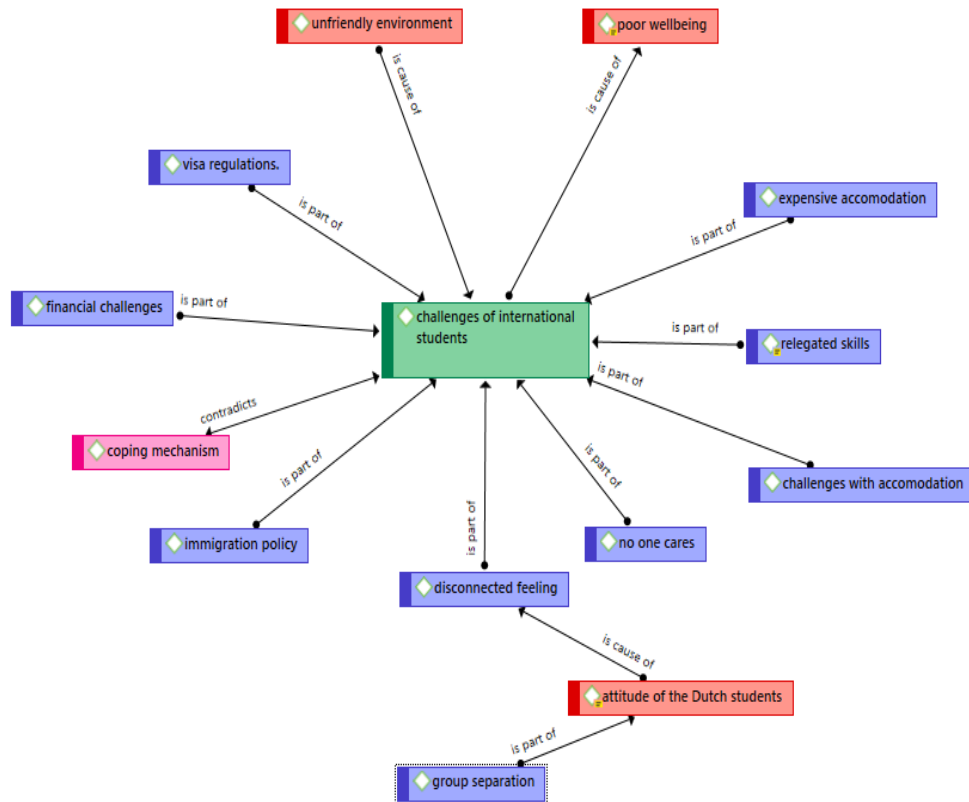 unfriendly environment
poor wellbeing
is cause of
is cause of
visa regulations.
expensive accomodation
is part of
is part of
financial challenges
is part of
challenges of international
students
is part of
relegated skills
is part of
contradicts
coping mechanism
is part of
is part of
challenges with accomodation
is part of
immigration policy
no one cares
disconnected feeling
is cause of
attitude of the Dutch students
is part of
group separation